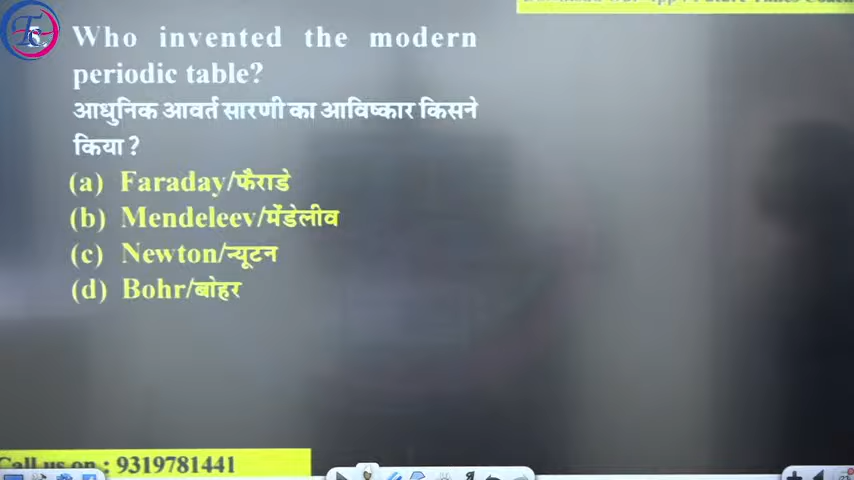 5. Who invented the modern
periodic table?
आधुनिक आवर्त सारणी का आविष्कार किसने
किया ?
(a) Faraday/फैराडे
(b) Mendeleev/मेंडेलीव
(c) Newton/न्यूटन
(d) Bohr/बोहर
Call us on : 9319781441